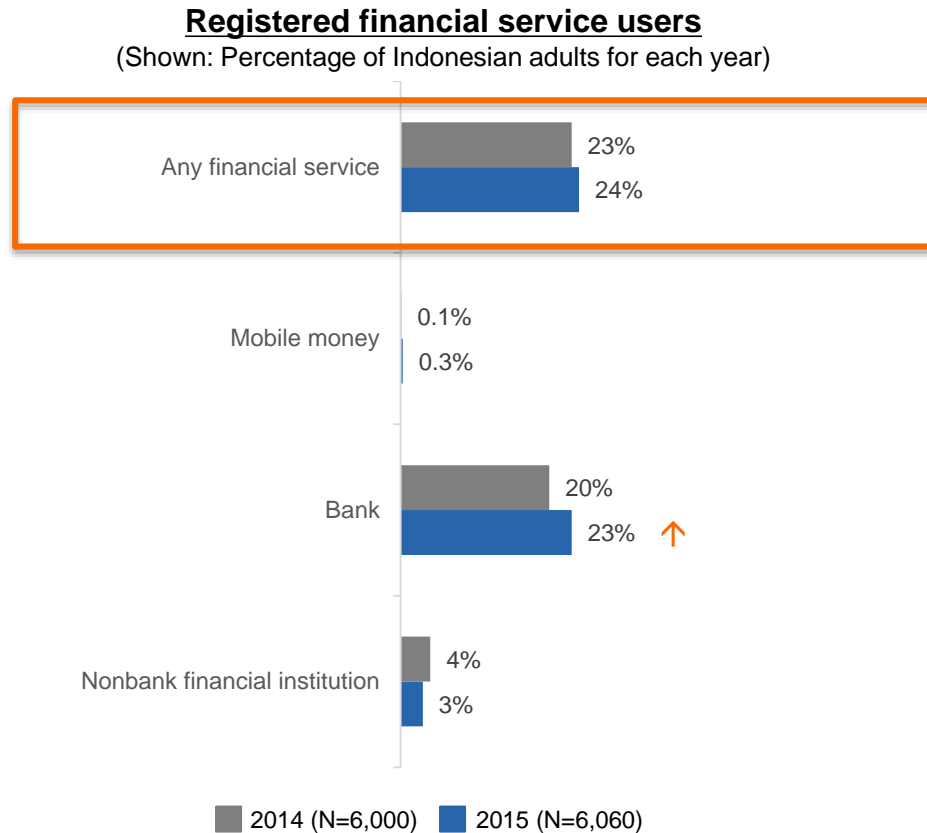 Registered financial service users
(Shown: Percentage of Indonesian adults for each year)
Any financial service
23%
24%
Mobile money
0.1%
0.3%
Bank
20%
23%
Nonbank financial institution
4%
3%
2014 (N=6,000) 2015 (N=6,060)